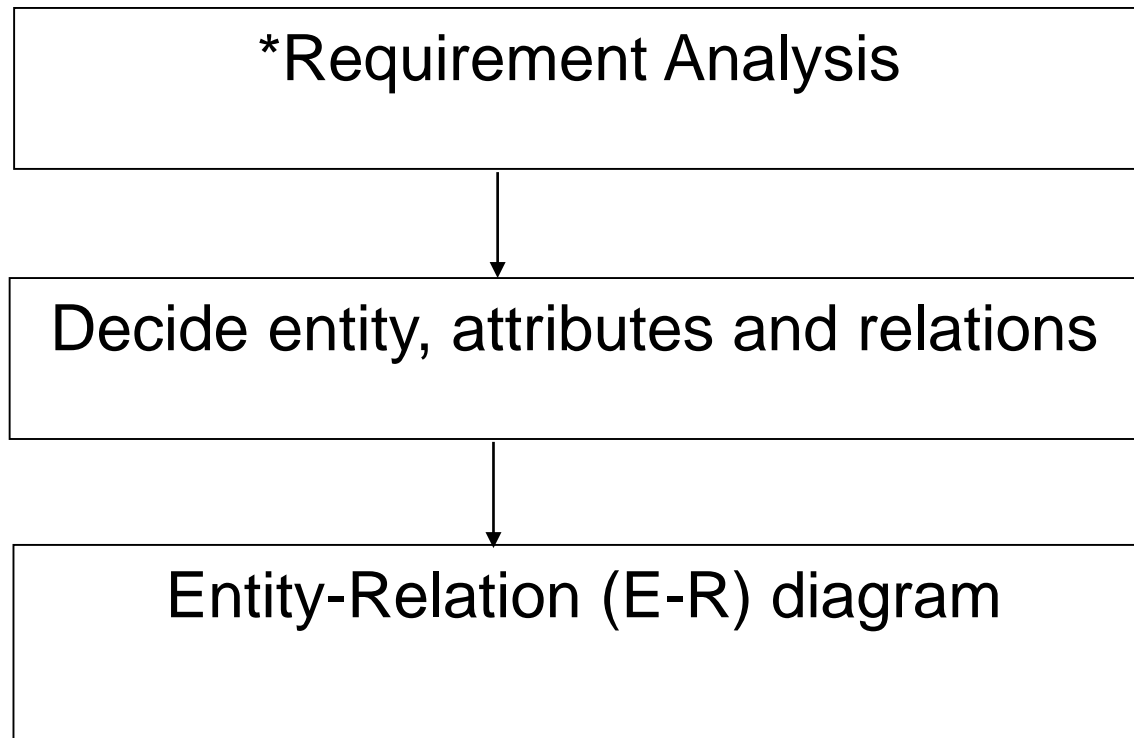 *Requirement Analysis
Decide entity, attributes and relations
Entity-Relation (E-R) diagram